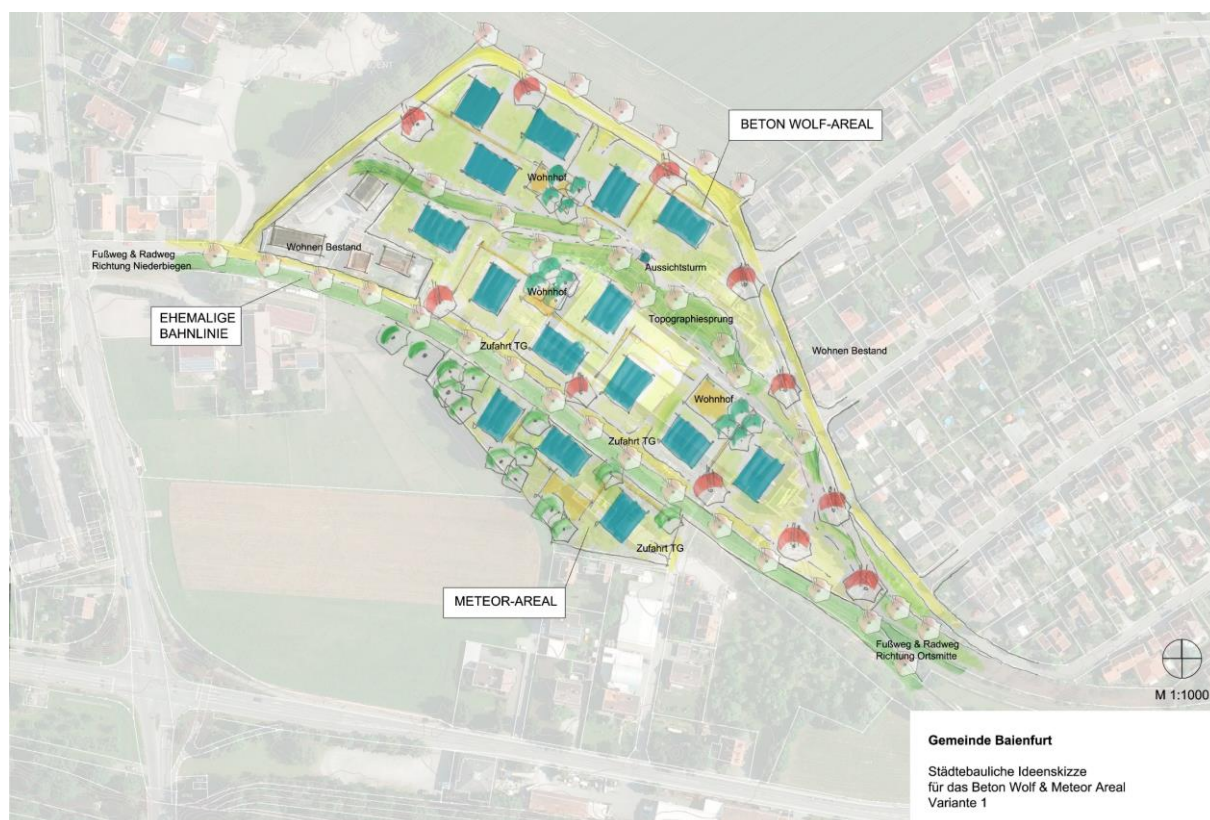 BETON WOLF-AREAL
Wohnhof
Wohnen Bestand
Fußweg & Radweg
Richtung Niederbiegen
Aussichtsturm
Wohnhof
EHEMALIGE
BAHNLINIE
Topographiesprung
Zufahrt TG
Wohnen Bestand
Wohnhof
Zufahrt TG
Zufahrt TG
METEOR-AREAL
Fußweg & Radweg
Richtung Ortsmitte
M 1:1000
Gemeinde Baienfurt
Städtebauliche Ideenskizze
für das Beton Wolf & Meteor Areal
Variante 1